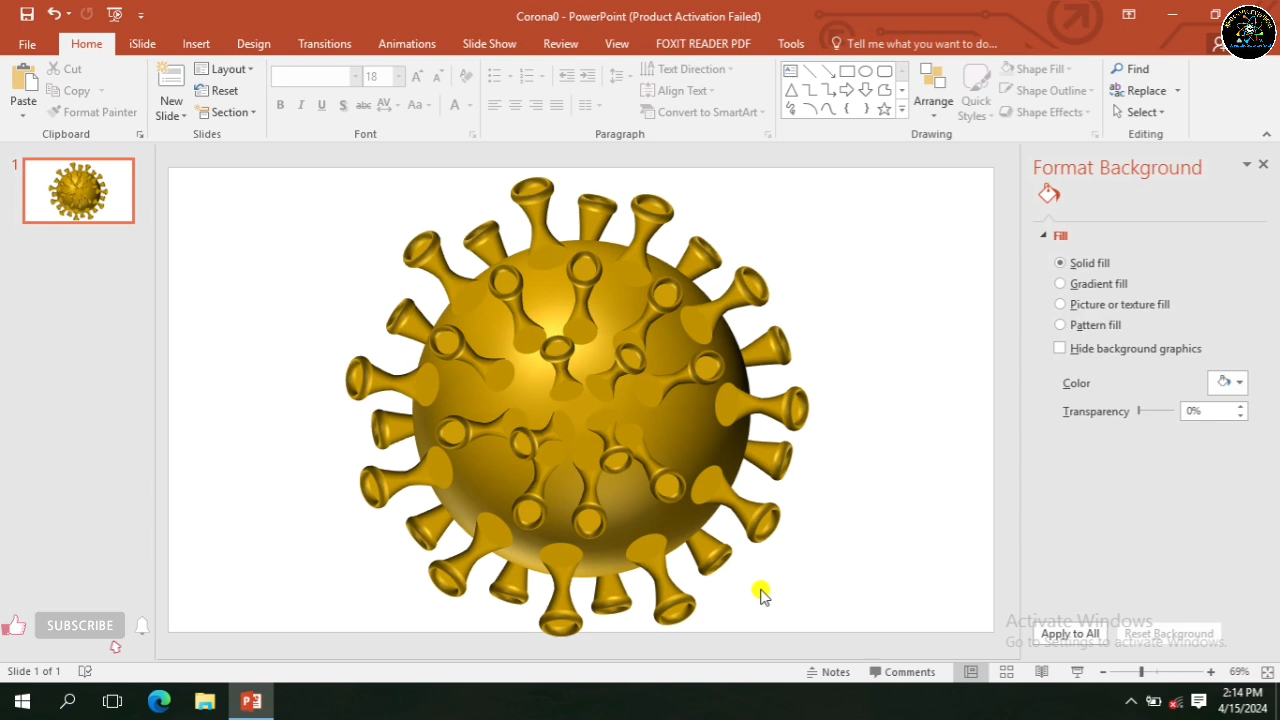 Corona0 - PowerPoint (Product Activation Failed)
File Home iSlide Insert Design Transitions Animations Slide Show Review View FOXIT READER PDF Tools Tell me what you want to do...
Paste
Cut
Copy
Format Painter
Clipboard
New Slide
Layout
Reset
Section
Slides
18
B I U S abc AV Aa A
Font
Text Direction
Align Text
Convert to SmartArt
Paragraph
Arrange
Quick Styles
Shape Fill
Shape Outline
Shape Effects
Drawing
Find
Replace
Select
Editing
1
Format Background
Fill
Solid fill
Gradient fill
Picture or texture fill
Pattern fill
Hide background graphics
Color
Transparency 0%
SUBSCRIBE
Activate Windows
Go to Settings to activate Windows.
Apply to All Reset Background
Slide 1 of 1 Notes Comments 69%
2:14 PM
4/15/2024